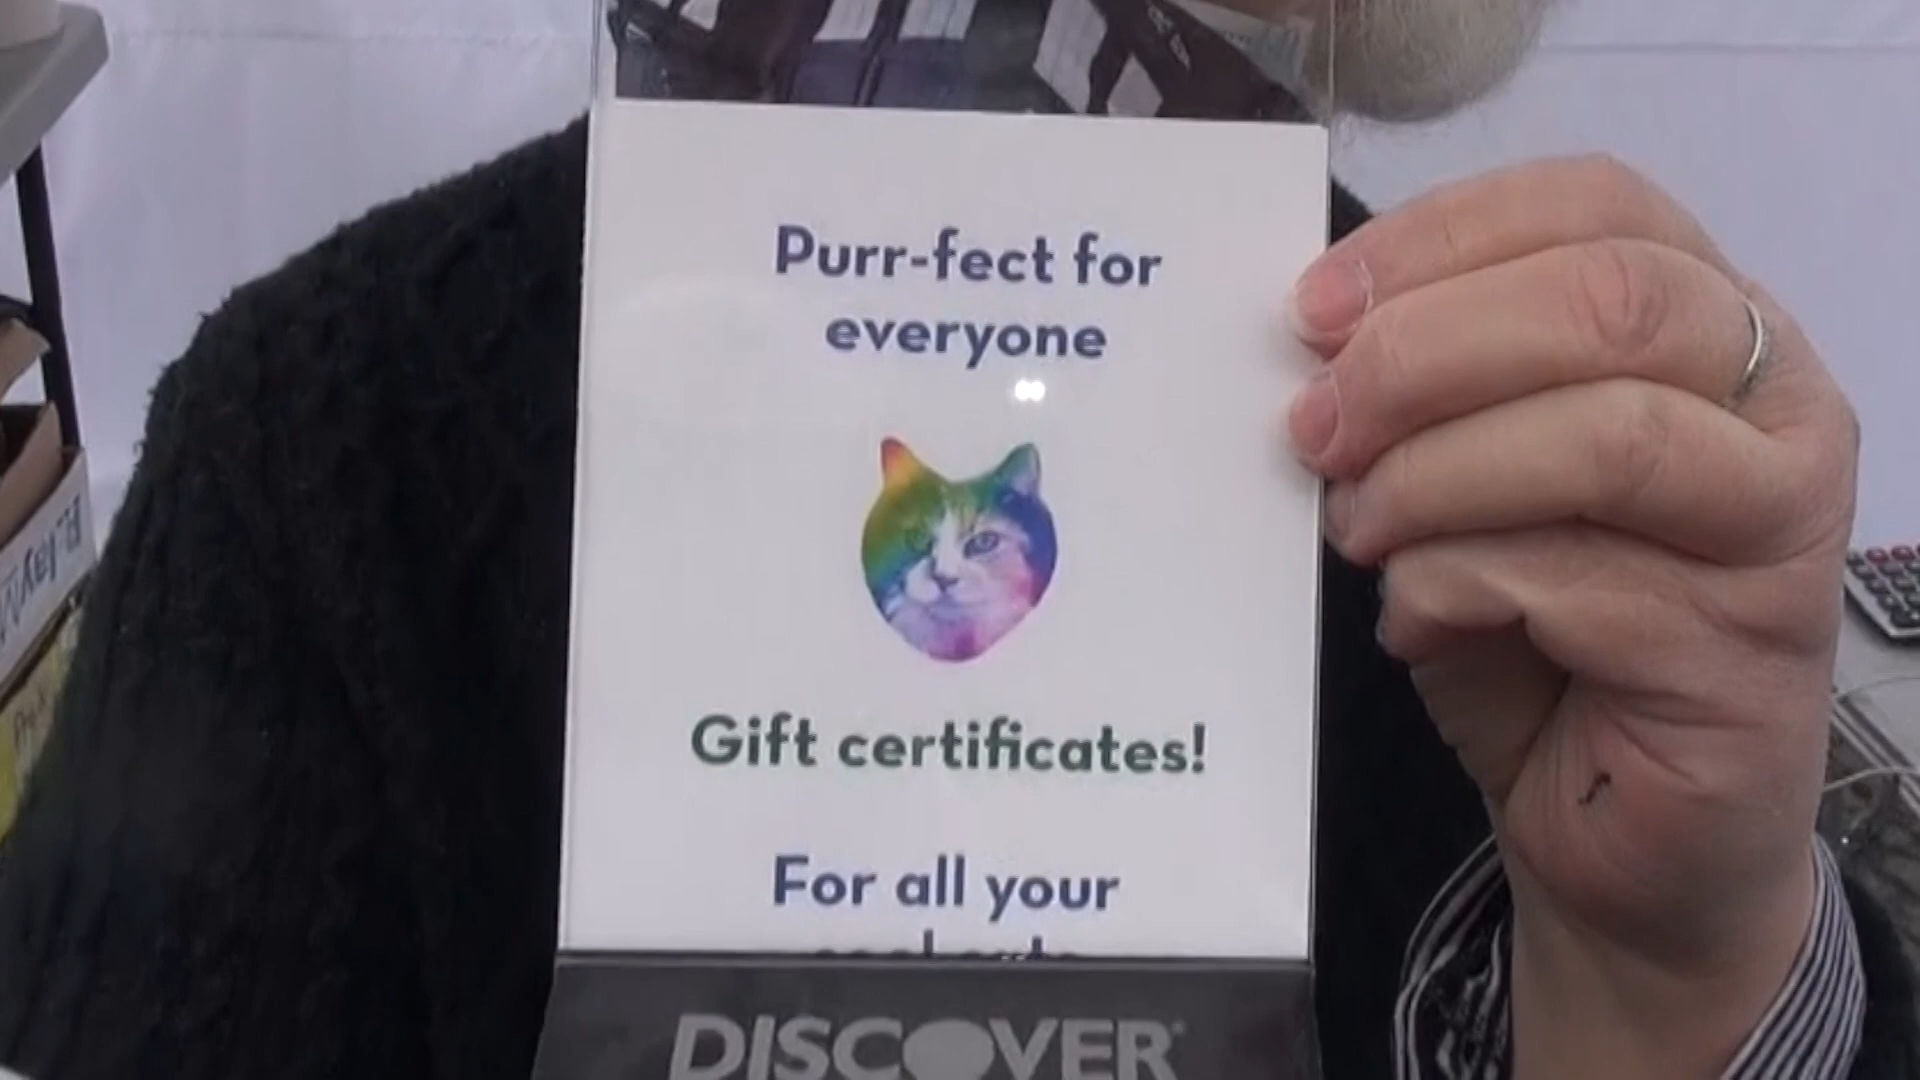 Purr-fect for
everyone
Gift certificates!
For all your
DISCOVER